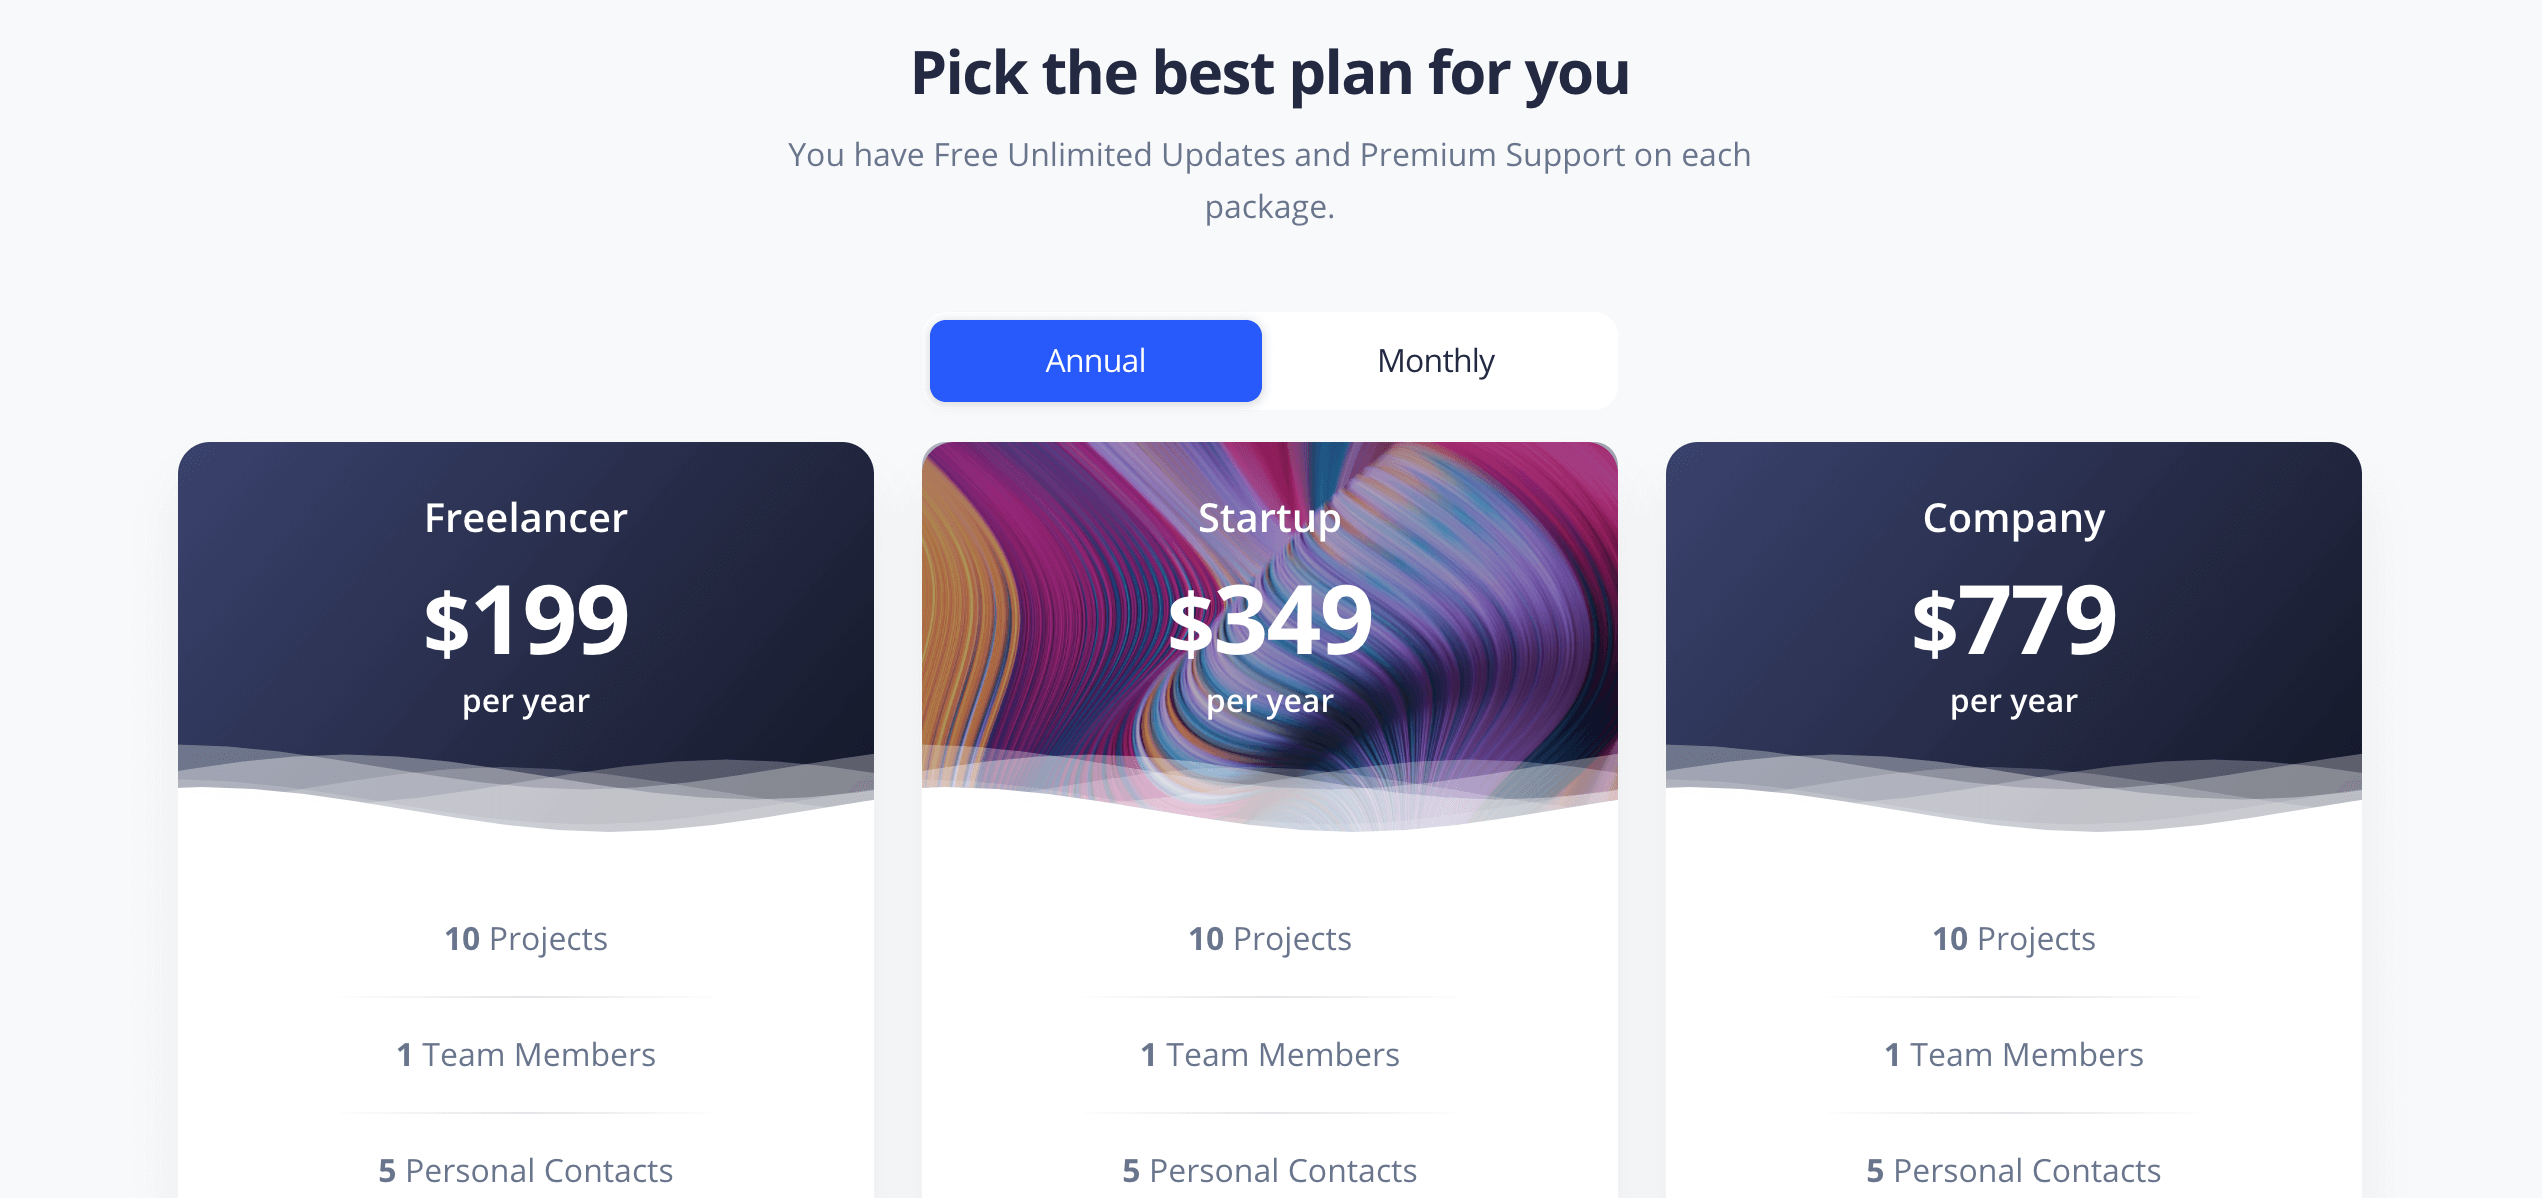 Pick the best plan for you
You have Free Unlimited Updates and Premium Support on each
package.
Annual
Monthly
Freelancer
$199
per year
10 Projects
1 Team Members
5 Personal Contacts
Startup
$349
per year
10 Projects
1 Team Members
5 Personal Contacts
Company
$779
per year
10 Projects
1 Team Members
5 Personal Contacts